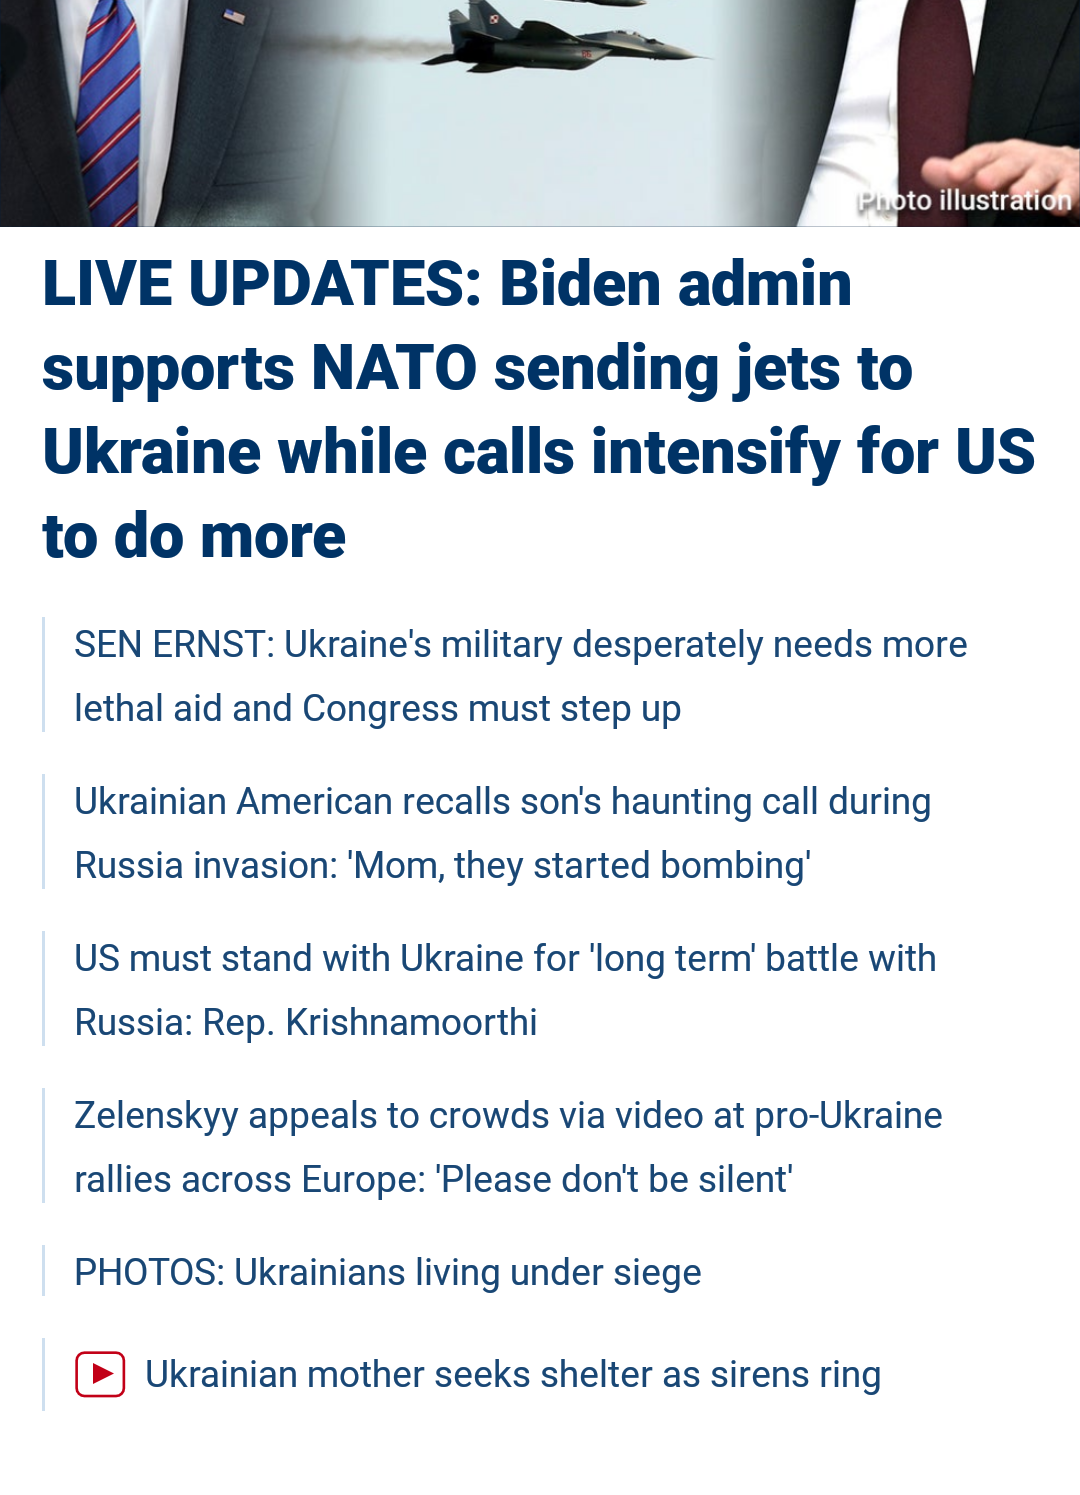 Photo illustration
LIVE UPDATES: Biden admin
supports NATO sending jets to
Ukraine while calls intensify for US
to do more
SEN ERNST: Ukraine's military desperately needs more
lethal aid and Congress must step up
Ukrainian American recalls son's haunting call during
Russia invasion: 'Mom, they started bombing'
US must stand with Ukraine for 'long term' battle with
Russia: Rep. Krishnamoorthi
Zelenskyy appeals to crowds via video at pro-Ukraine
rallies across Europe: 'Please don't be silent'
PHOTOS: Ukrainians living under siege
Ukrainian mother seeks shelter as sirens ring